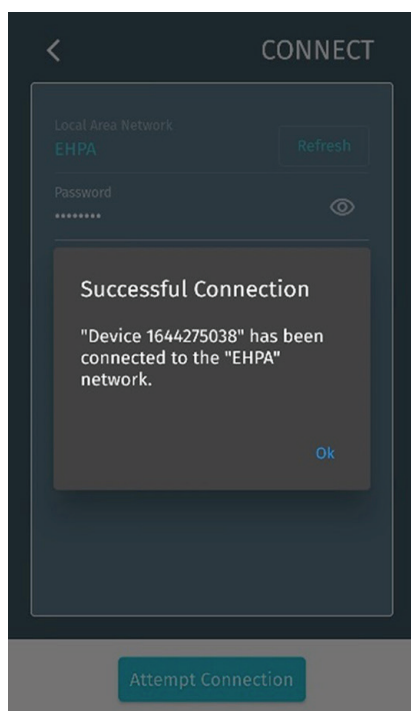 CONNECT
Local Area Network
EHPA
Refresh
Password
••••••••
Successful Connection
"Device 1644275038" has been
connected to the "EHPA"
network.
Ok
Attempt Connection